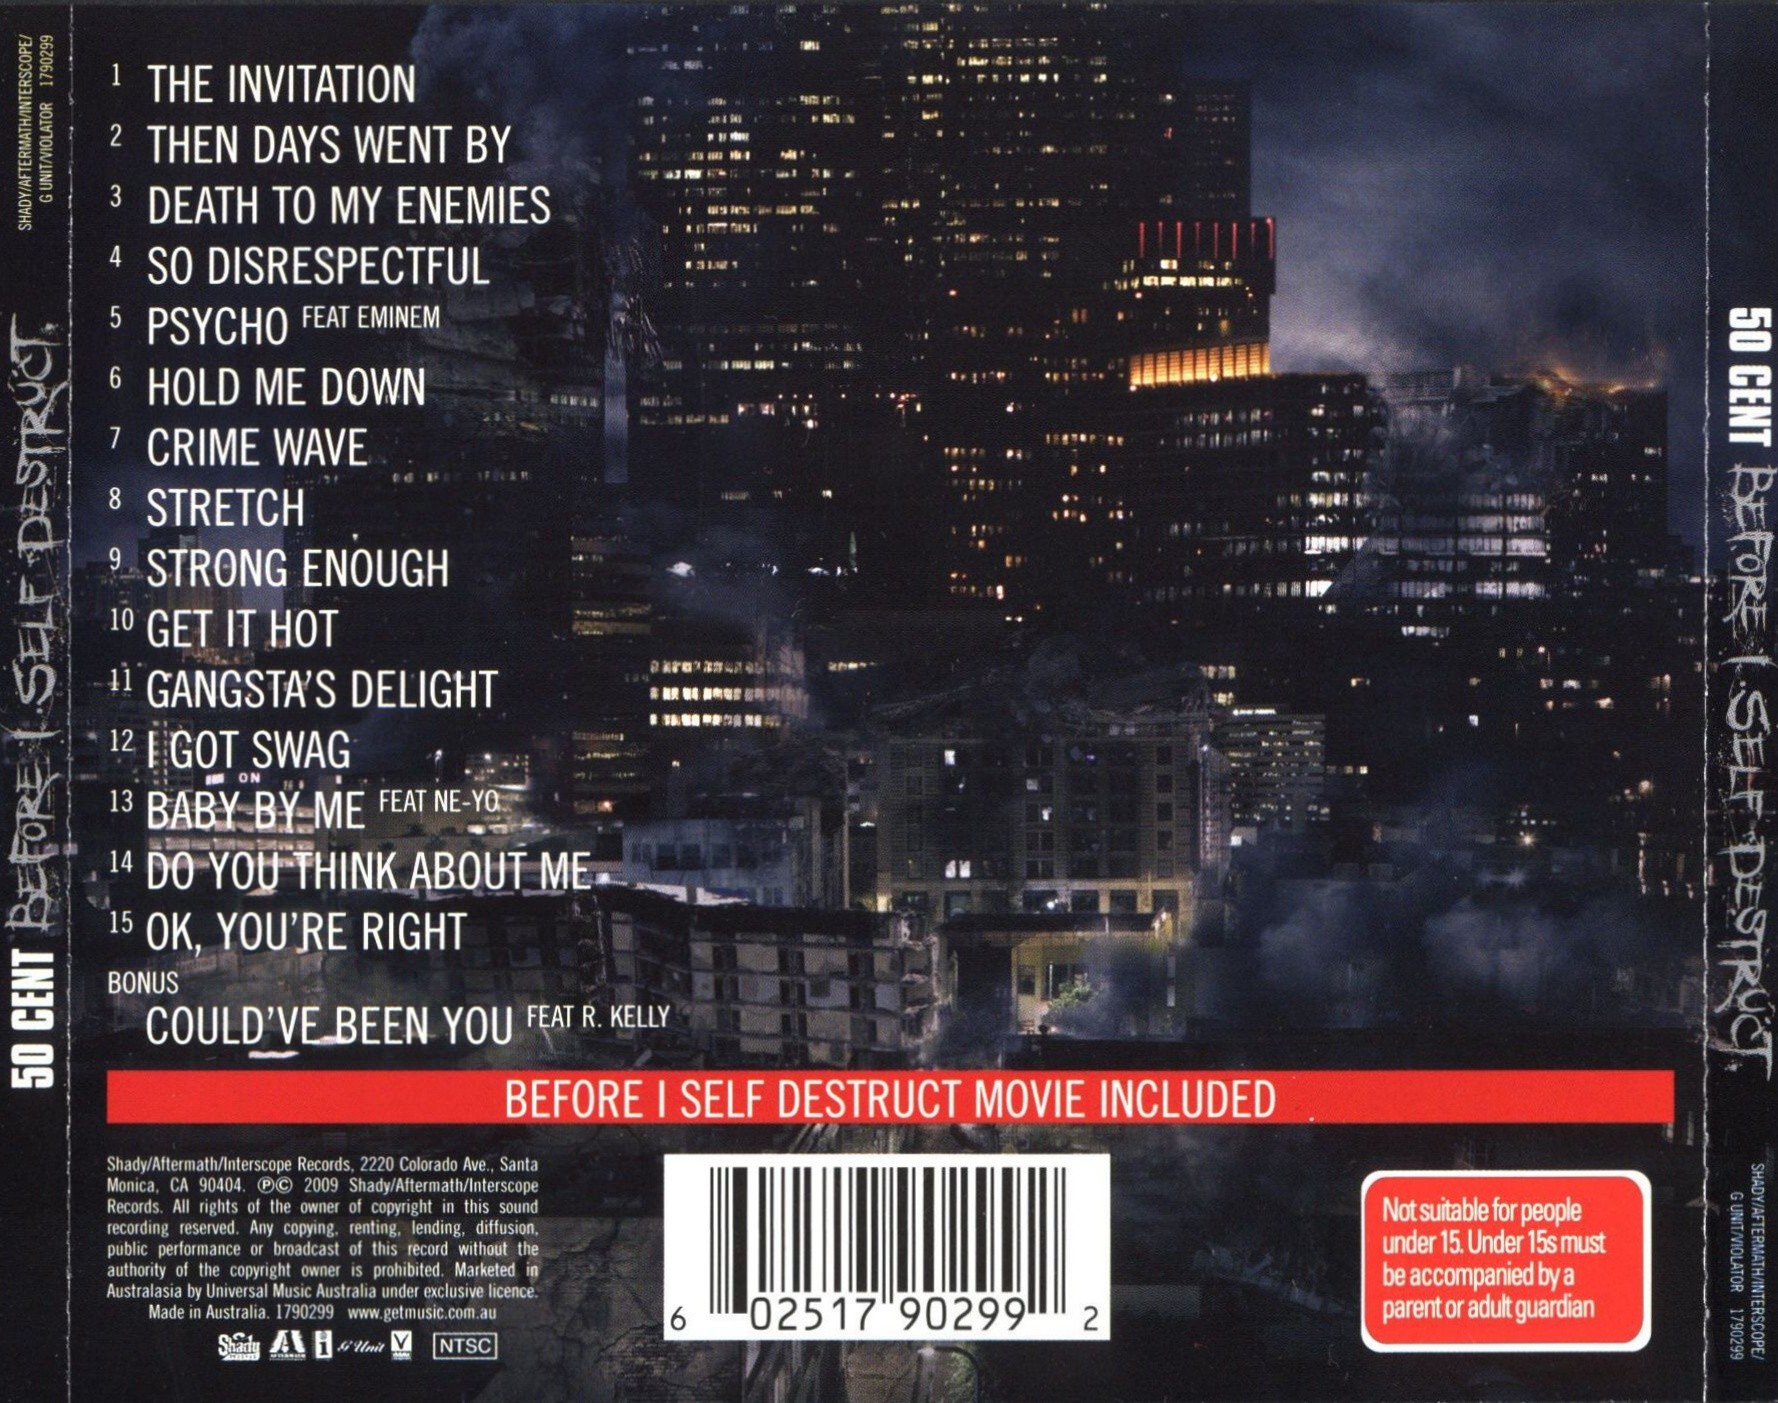 SHADY/AFTERMATH/INTERSCOPE/
G UNIT/VIOLATOR 1790299
50 CENT BEFORE I SELF DESTRUCT
1 THE INVITATION
2 THEN DAYS WENT BY
3 DEATH TO MY ENEMIES
4 SO DISRESPECTFUL
5 PSYCHO FEAT EMINEM
6 HOLD ME DOWN
7 CRIME WAVE
8 STRETCH
9 STRONG ENOUGH
10 GET IT HOT
11 GANGSTA'S DELIGHT
12 I GOT SWAG
13 BABY BY ME FEAT NE-YO
14 DO YOU THINK ABOUT ME
15 OK, YOU'RE RIGHT
BONUS
COULD'VE BEEN YOU FEAT R. KELLY
BEFORE I SELF DESTRUCT MOVIE INCLUDED
Shady/Aftermath/Interscope Records, 2220 Colorado Ave., Santa
Monica, CA 90404. ℗© 2009 Shady/Aftermath/Interscope
Records. All rights of the owner of copyright in this sound
recording reserved. Any copying, renting, lending, diffusion,
public performance or broadcast of this record without the
authority of the copyright owner is prohibited. Marketed in
Australasia by Universal Music Australia under exclusive licence.
Made in Australia. 1790299 www.getmusic.com.au
Shady
AFTERMATH
i
G Unit
V
NTSC
6 02517 90299 2
Not suitable for people
under 15. Under 15s must
be accompanied by a
parent or adult guardian
50 CENT BEFORE I SELF DESTRUCT
SHADY/AFTERMATH/INTERSCOPE/
G UNIT/VIOLATOR 1790299